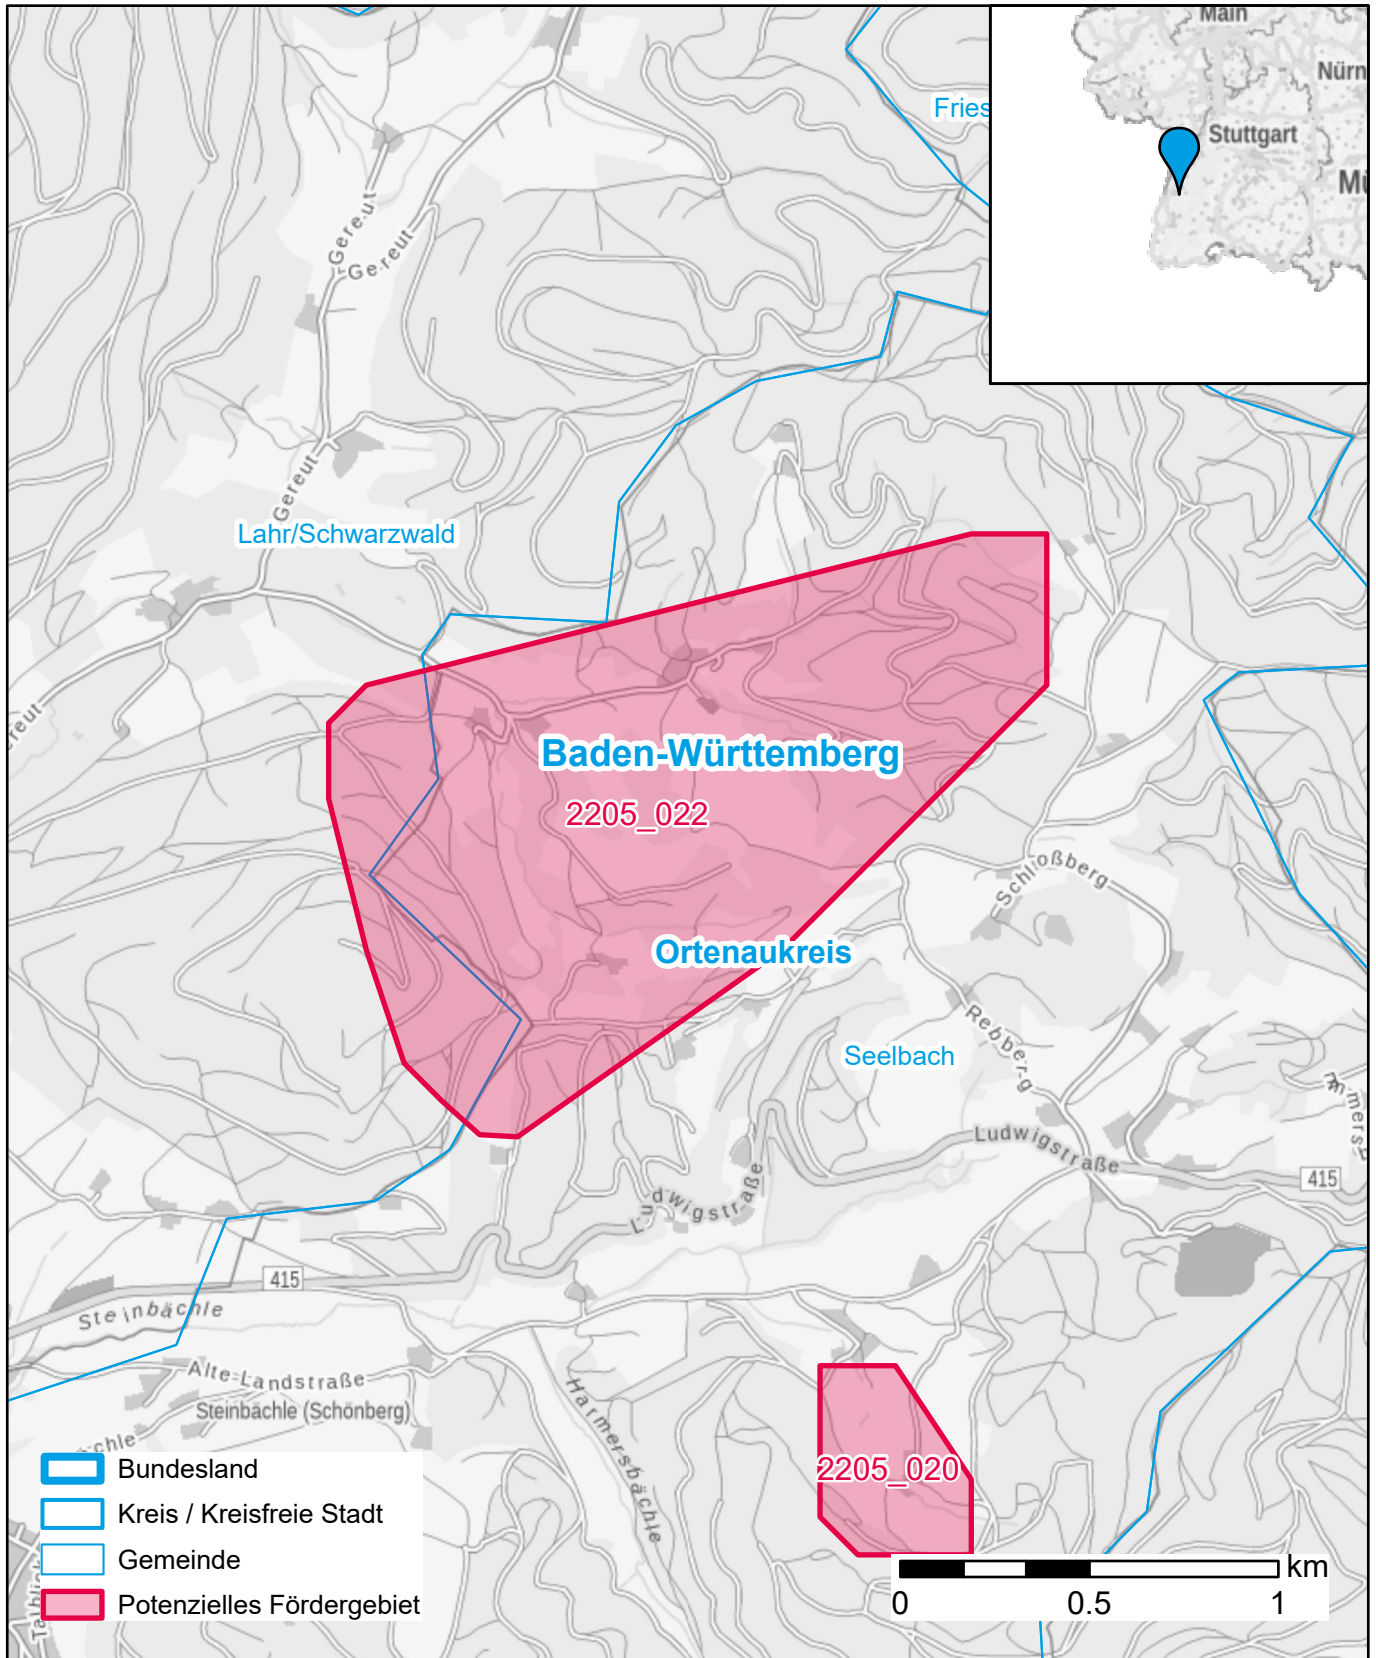 Main
Nürn
Stuttgart
Mü
Fries
Gereut
Gereut
Gereut
Lahr/Schwarzwald
ereut
Baden-Württemberg
2205_022
Schloßberg
Ortenaukreis
Rebberg
Seelbach
Ludwigstraße
415
Ludwigstraße
415
Steinbächle
Alte-Landstraße
Steinbächle (Schönberg)
Harmersbächle
2205_020
Bundesland
Kreis / Kreisfreie Stadt
Gemeinde
Potenzielles Fördergebiet
km
0 0.5 1